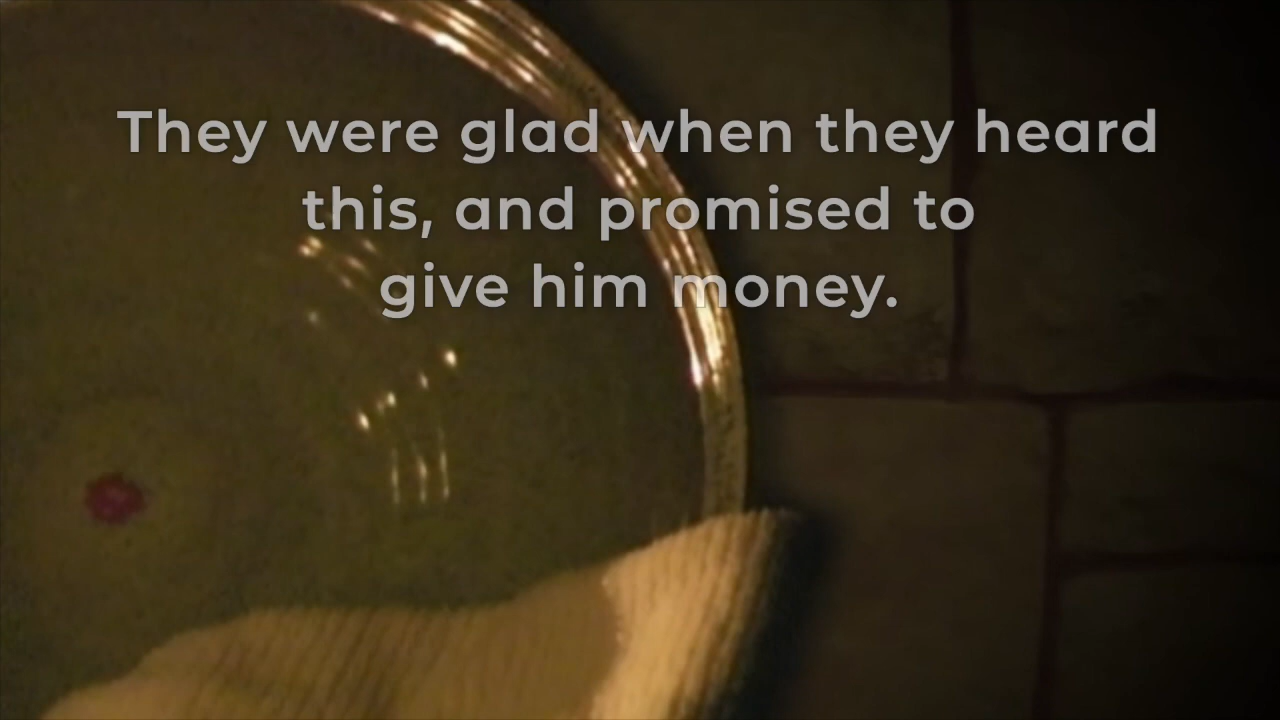 They were glad when they heard
this, and promised to
give him money.